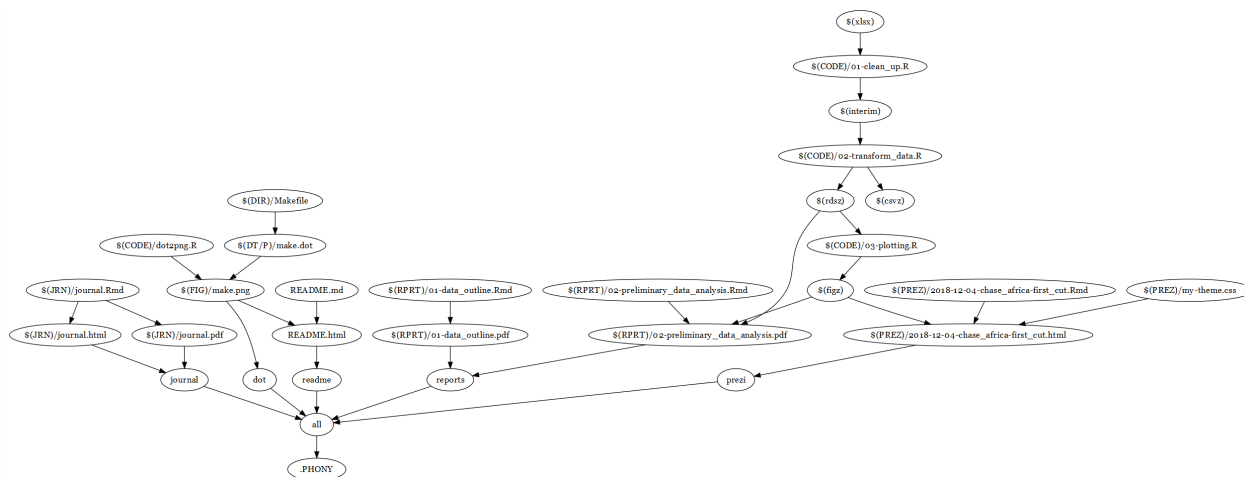 $(xlsx)
$(CODE)/01-clean_up.R
$(interim)
$(CODE)/02-transform_data.R
$(DIR)/Makefile
$(rdsz)
$(csvz)
$(CODE)/dot2png.R
$(DT/P)/make.dot
$(CODE)/03-plotting.R
$(JRN)/journal.Rmd
$(FIG)/make.png
README.md
$(RPRT)/01-data_outline.Rmd
$(RPRT)/02-preliminary_data_analysis.Rmd
$(figz)
$(PREZ)/2018-12-04-chase_africa-first_cut.Rmd
$(PREZ)/my-theme.css
$(JRN)/journal.html
$(JRN)/journal.pdf
README.html
$(RPRT)/01-data_outline.pdf
$(RPRT)/02-preliminary_data_analysis.pdf
$(PREZ)/2018-12-04-chase_africa-first_cut.html
journal
dot
readme
reports
prezi
all
.PHONY